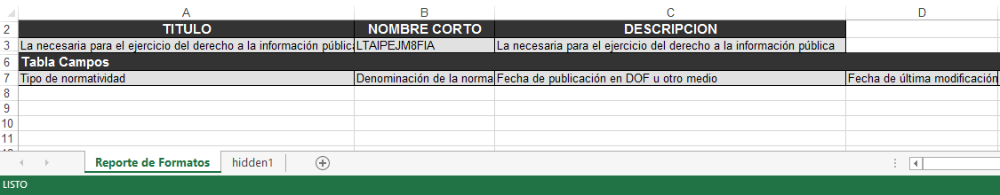 A B C D
2 TITULO NOMBRE CORTO DESCRIPCION
3 La necesaria para el ejercicio del derecho a la información pública LTAIPEJM8FIA La necesaria para el ejercicio del derecho a la información pública
6 Tabla Campos
7 Tipo de normatividad Denominación de la norma Fecha de publicación en DOF u otro medio Fecha de última modificación
8
9
10
11
Reporte de Formatos hidden1
LISTO